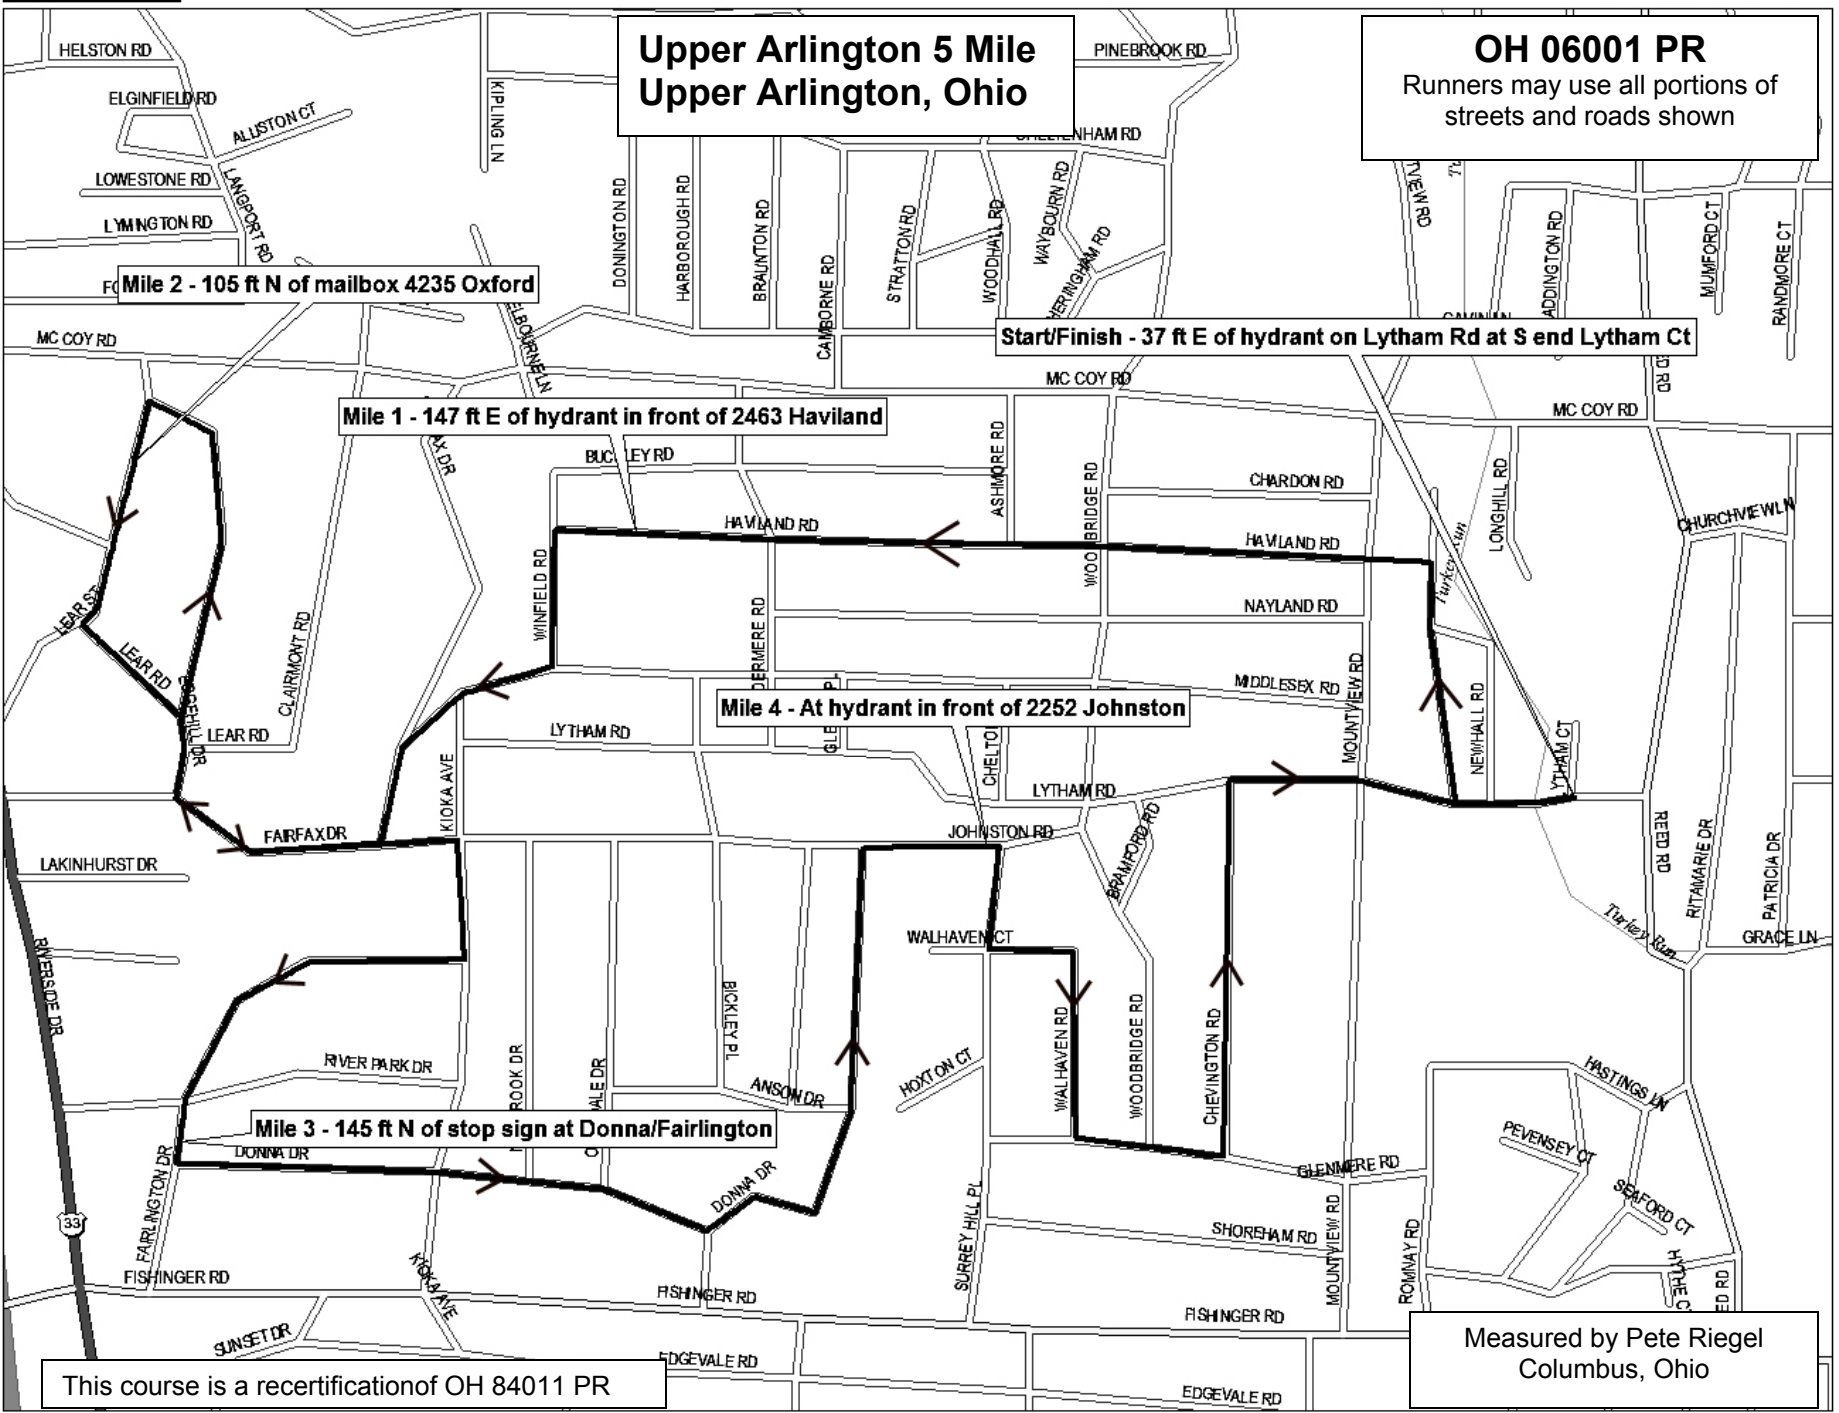 Upper Arlington 5 Mile
Upper Arlington, Ohio
OH 06001 PR
Runners may use all portions of
streets and roads shown
HELSTON RD
PINEBROOK RD
ELGINFIELD RD
ALLISTON CT
KIPLING LN
LOWESTONE RD
LANGPORT RD
LYMINGTON RD
DONINGTON RD
HARBOROUGH RD
BRAUNTON RD
CAMBORNE RD
STRATTON RD
WOODHALL RD
WAYBOURN RD
MUMFORD CT
RANDMORE CT
Mile 2 - 105 ft N of mailbox 4235 Oxford
Start/Finish - 37 ft E of hydrant on Lytham Rd at S end Lytham Ct
MC COY RD
MC COY RD
MC COY RD
Mile 1 - 147 ft E of hydrant in front of 2463 Haviland
ASHMORE RD
CHARDON RD
LONGHILL RD
CHURCHVIEW LN
HAVILAND RD
HAVILAND RD
WINFIELD RD
NAYLAND RD
LEAR ST
LEAR RD
CLAIRMONT RD
EDGEHILL DR
LEAR RD
MIDDLESEX RD
MOUNTVIEW RD
Mile 4 - At hydrant in front of 2252 Johnston
LYTHAM RD
NEWHALL RD
KIOKA AVE
LYTHAM RD
FAIRFAX DR
JOHNSTON RD
BRAMFORD RD
REED RD
RITAMARIE DR
PATRICIA DR
LAKINHURST DR
WALHAVEN CT
Turkey Run
GRACE LN
RIVERSIDE DR
BICKLEY PL
WALHAVEN RD
WOODBRIDGE RD
CHEVINGTON RD
RIVER PARK DR
HOXTON CT
ANSON DR
HASTINGS LN
Mile 3 - 145 ft N of stop sign at Donna/Fairlington
DONNA DR
PEVENSEY CT
GLENMERE RD
FAIRLINGTON DR
DONNA DR
SEAFORD CT
33
SURREY HILL PL
SHOREHAM RD
MOUNTVIEW RD
ROMNAY RD
FISHINGER RD
KIOKA AVE
FISHINGER RD
FISHINGER RD
SUNSET DR
EDGEVALE RD
EDGEVALE RD
Measured by Pete Riegel
Columbus, Ohio
This course is a recertificationof OH 84011 PR